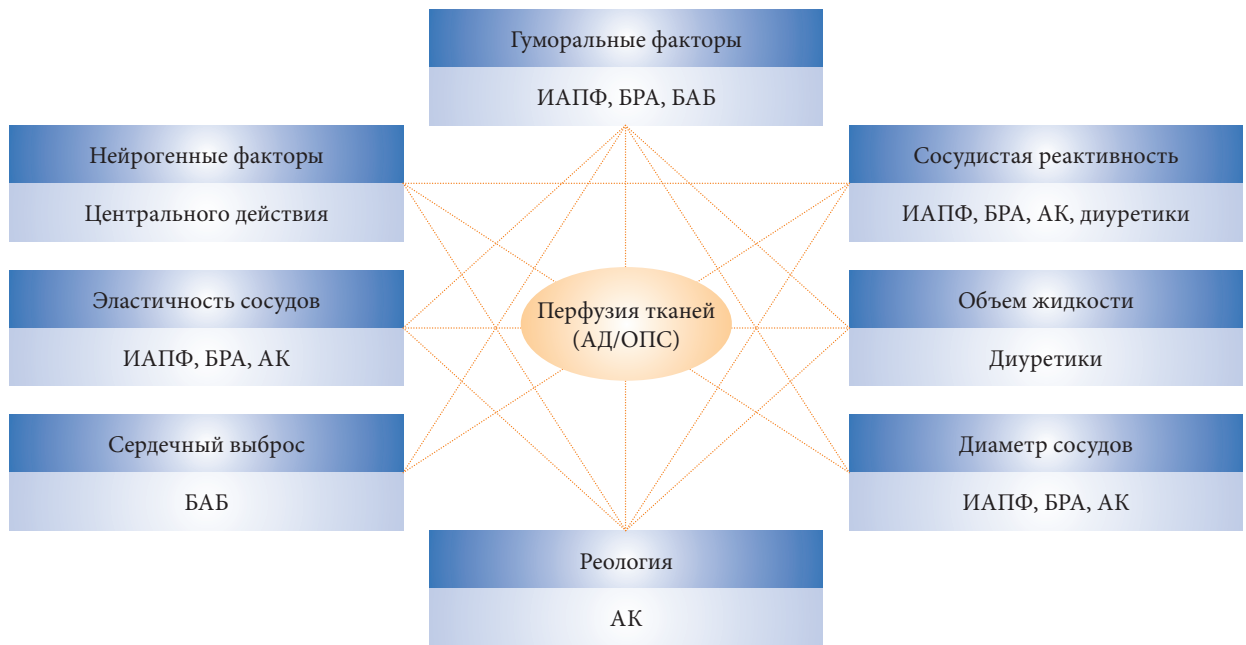 Гуморальные факторы
ИАПФ, БРА, БАБ
Нейрогенные факторы
Центрального действия
Сосудистая реактивность
ИАПФ, БРА, АК, диуретики
Эластичность сосудов
ИАПФ, БРА, АК
Перфузия тканей
(АД/ОПС)
Объем жидкости
Диуретики
Сердечный выброс
БАБ
Диаметр сосудов
ИАПФ, БРА, АК
Реология
АК